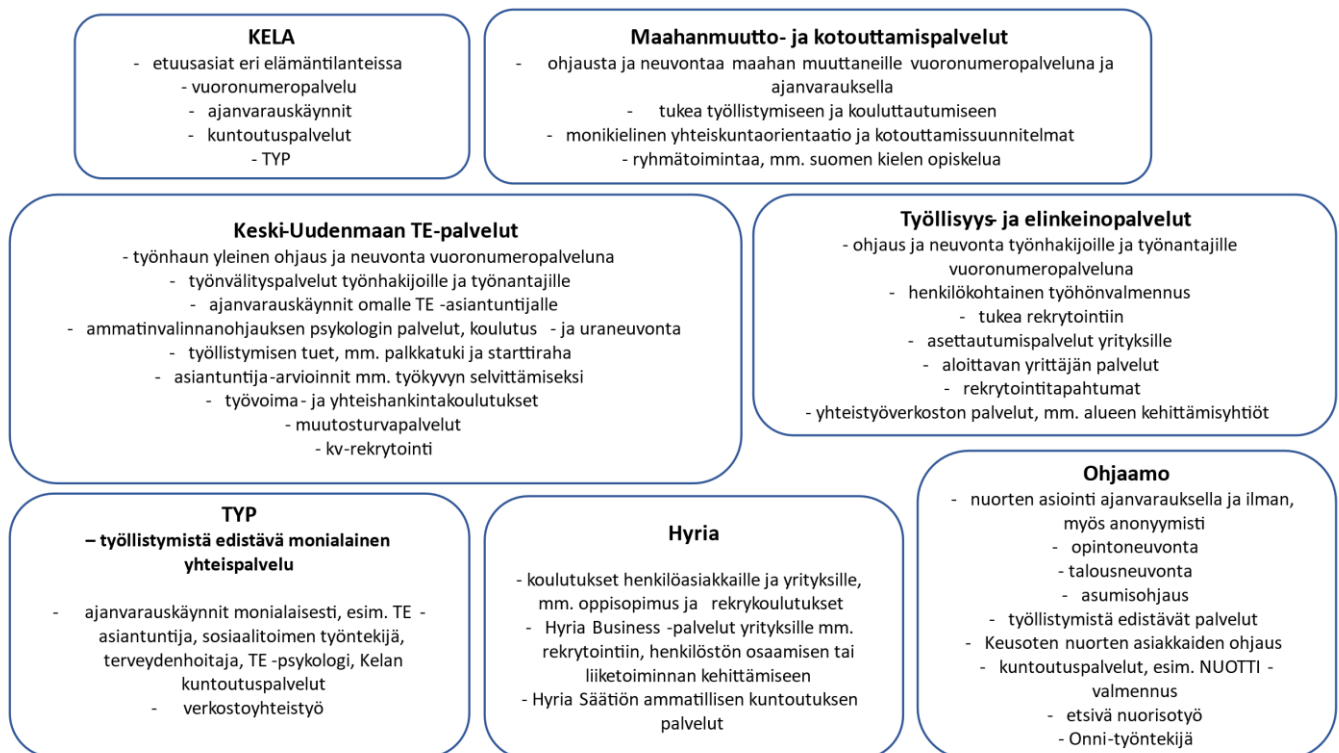 KELA
- etuusasiat eri elämäntilanteissa
- vuoronumeropalvelu
- ajanvarauskäynnit
- kuntoutuspalvelut
- TYP
Maahanmuutto- ja kotouttamispalvelut
- ohjausta ja neuvontaa maahan muuttaneille vuoronumeropalveluna ja
ajanvarauksella
- tukea työllistymiseen ja kouluttautumiseen
- monikielinen yhteiskuntaorientaatio ja kotouttamissuunnitelmat
- ryhmätoimintaa, mm. suomen kielen opiskelua
Keski-Uudenmaan TE-palvelut
- työnhaun yleinen ohjaus ja neuvonta vuoronumeropalveluna
- työnvälityspalvelut työnhakijoille ja työnantajille
- ajanvarauskäynnit omalle TE -asiantuntijalle
- ammatinvalinnanohjauksen psykologin palvelut, koulutus - ja uraneuvonta
- työllistymisen tuet, mm. palkkatuki ja starttiraha
- asiantuntija-arvioinnit mm. työkyvyn selvittämiseksi
- työvoima- ja yhteishankintakoulutukset
- muutosturvapalvelut
- kv-rekrytointi
Työllisyys- ja elinkeinopalvelut
- ohjaus ja neuvonta työnhakijoille ja työnantajille
vuoronumeropalveluna
- henkilökohtainen työhönvalmennus
- tukea rekrytointiin
- asettautumispalvelut yrityksille
- aloittavan yrittäjän palvelut
- rekrytointitapahtumat
- yhteistyöverkoston palvelut, mm. alueen kehittämisyhtiöt
TYP
– työllistymistä edistävä monialainen
yhteispalvelu
- ajanvarauskäynnit monialaisesti, esim. TE -
asiantuntija, sosiaalitoimen työntekijä,
terveydenhoitaja, TE -psykologi, Kelan
kuntoutuspalvelut
- verkostoyhteistyö
Hyria
- koulutukset henkilöasiakkaille ja yrityksille,
mm. oppisopimus ja rekrykoulutukset
- Hyria Business -palvelut yrityksille mm.
rekrytointiin, henkilöstön osaamisen tai
liiketoiminnan kehittämiseen
- Hyria Säätiön ammatillisen kuntoutuksen
palvelut
Ohjaamo
- nuorten asiointi ajanvarauksella ja ilman,
myös anonyymisti
- opintoneuvonta
- talousneuvonta
- asumisohjaus
- työllistymistä edistävät palvelut
- Keusoten nuorten asiakkaiden ohjaus
- kuntoutuspalvelut, esim. NUOTTI -
valmennus
- etsivä nuorisotyö
- Onni-työntekijä